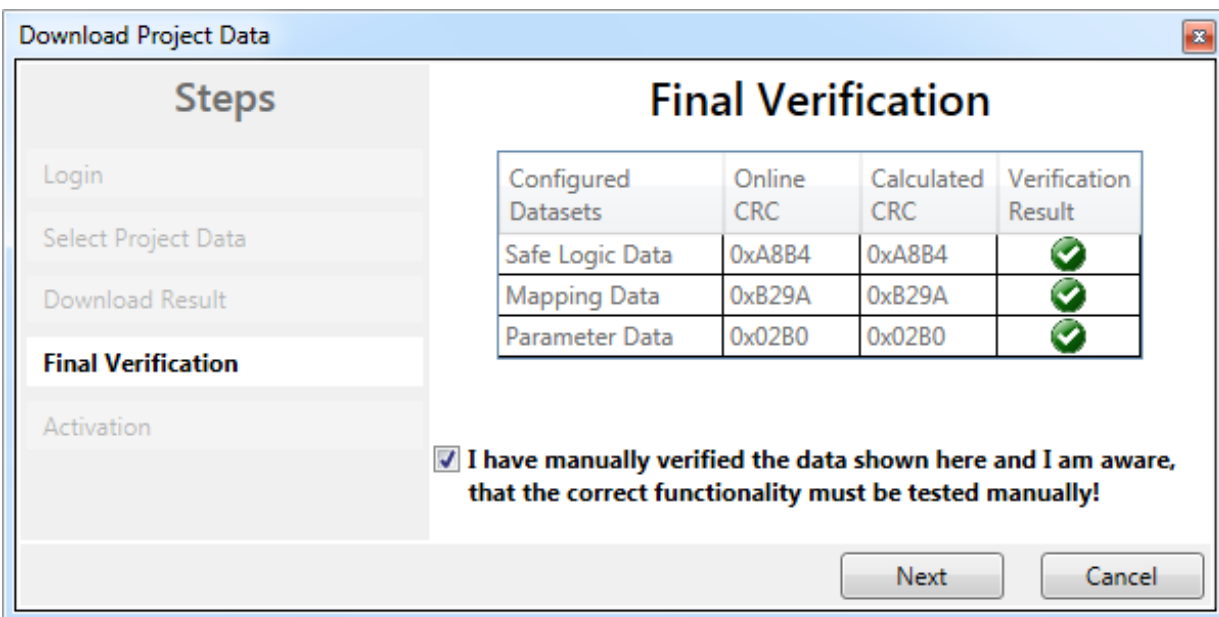 Download Project Data
Steps
Login
Select Project Data
Download Result
Final Verification
Activation
Final Verification
Configured Datasets Online CRC Calculated CRC Verification Result
Safe Logic Data 0xA8B4 0xA8B4
Mapping Data 0xB29A 0xB29A
Parameter Data 0x02B0 0x02B0
I have manually verified the data shown here and I am aware,
that the correct functionality must be tested manually!
Next Cancel